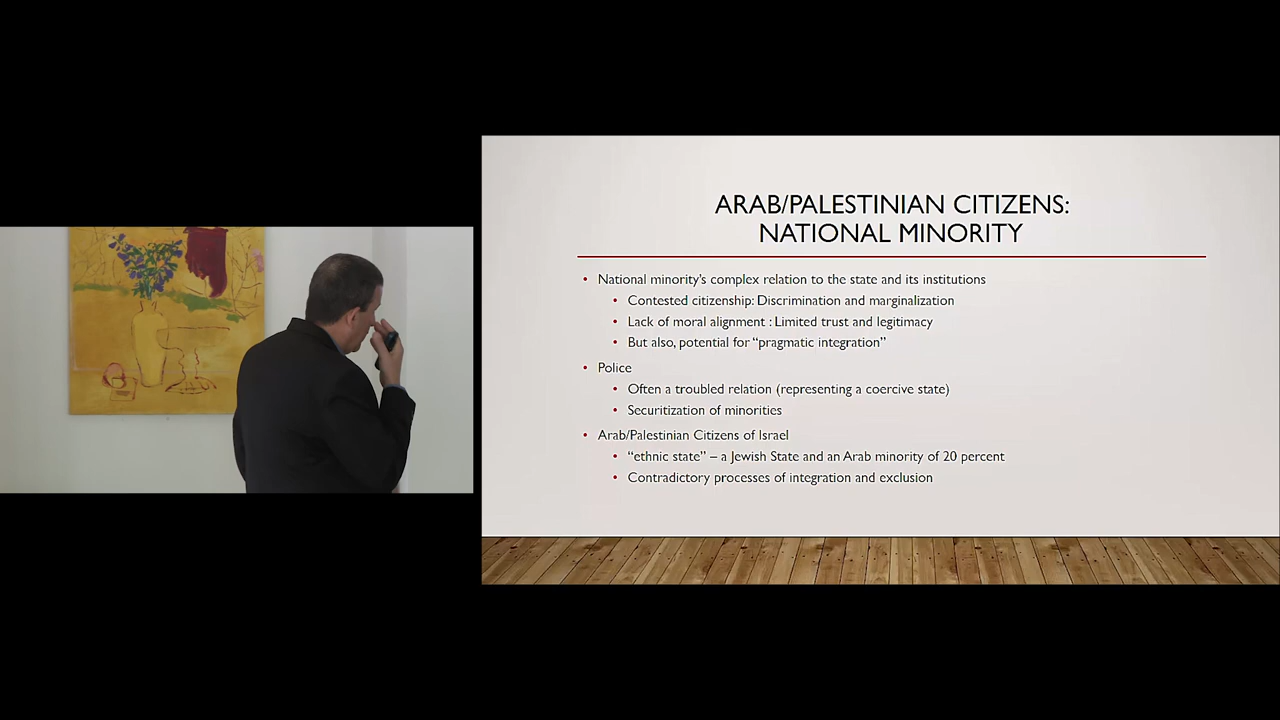 ARAB/PALESTINIAN CITIZENS:
NATIONAL MINORITY
• National minority's complex relation to the state and its institutions
• Contested citizenship: Discrimination and marginalization
• Lack of moral alignment : Limited trust and legitimacy
• But also, potential for “pragmatic integration”
• Police
• Often a troubled relation (representing a coercive state)
• Securitization of minorities
• Arab/Palestinian Citizens of Israel
• “ethnic state” – a Jewish State and an Arab minority of 20 percent
• Contradictory processes of integration and exclusion